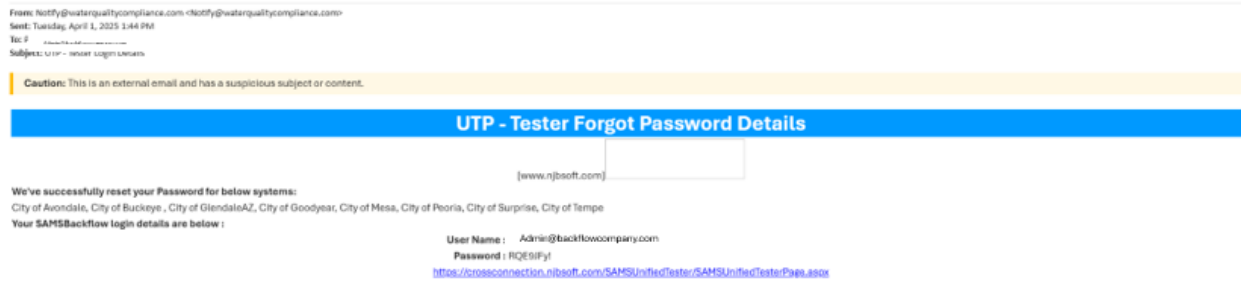 From: Notify@waterqualitycompliance.com <Notify@waterqualitycompliance.com>
Sent: Tuesday, April 1, 2025 1:44 PM
To:
Subject: UTP - Tester Login Details
Caution: This is an external email and has a suspicious subject or content.
UTP - Tester Forgot Password Details
[www.njbsoft.com]
We've successfully reset your Password for below systems:
City of Avondale, City of Buckeye , City of GlendaleAZ, City of Goodyear, City of Mesa, City of Peoria, City of Surprise, City of Tempe
Your SAMSBackflow login details are below :
User Name : Admin@backflowcompany.com
Password : RQE9JFy!
https://crossconnection.njbsoft.com/SAMSUnifiedTester/SAMSUnifiedTesterPage.aspx